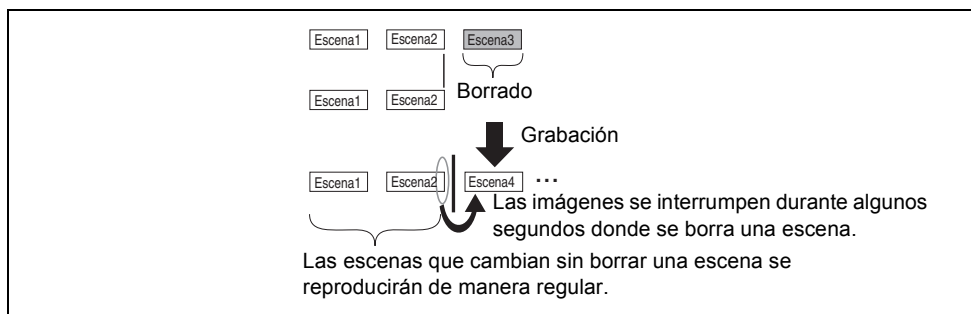 Escena1 Escena2 Escena3
Borrado
Escena1 Escena2
Grabación
Escena1 Escena2 Escena4 ...
Las imágenes se interrumpen durante algunos
segundos donde se borra una escena.
Las escenas que cambian sin borrar una escena se
reproducirán de manera regular.